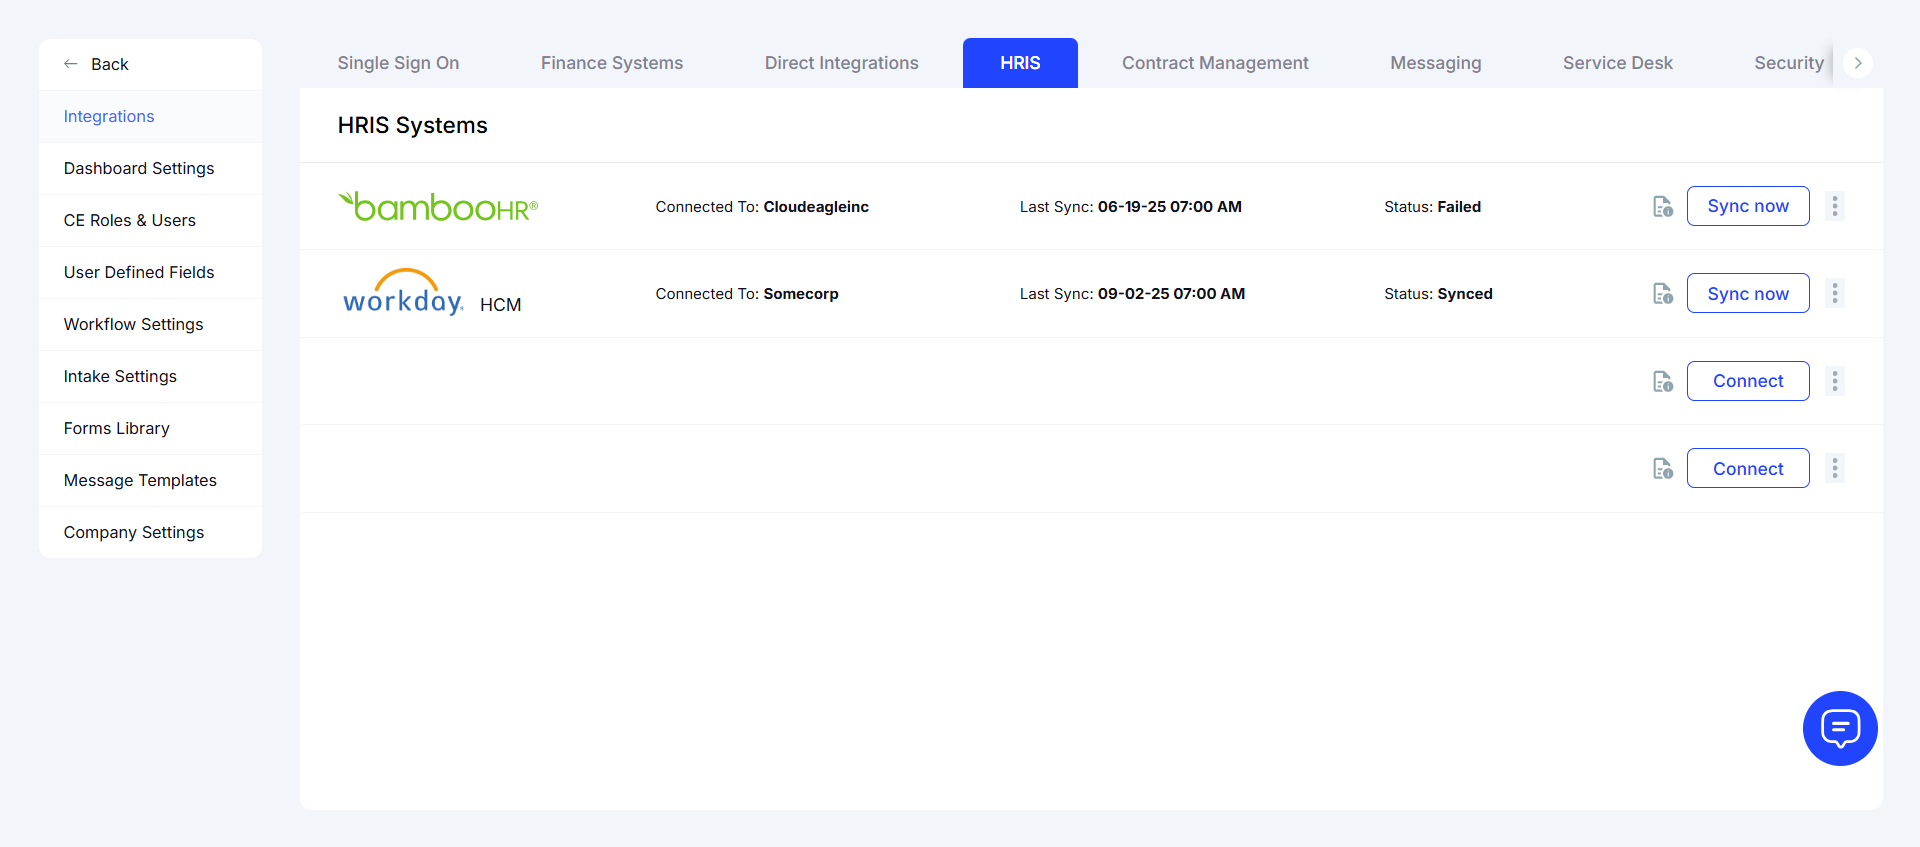 Back
Integrations
Dashboard Settings
CE Roles & Users
User Defined Fields
Workflow Settings
Intake Settings
Forms Library
Message Templates
Company Settings
Single Sign On Finance Systems Direct Integrations HRIS Contract Management Messaging Service Desk Security
HRIS Systems
bambooHR® Connected To: Cloudeagleinc Last Sync: 06-19-25 07:00 AM Status: Failed Sync now
workday® HCM Connected To: Somecorp Last Sync: 09-02-25 07:00 AM Status: Synced Sync now
Connect
Connect